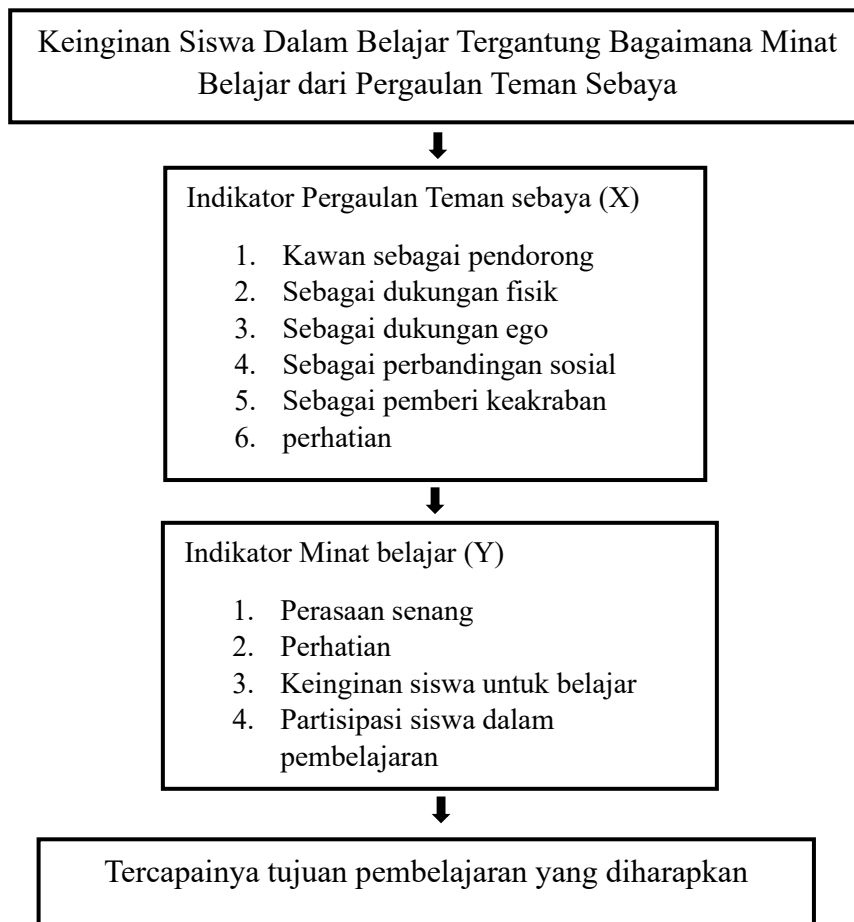 Keinginan Siswa Dalam Belajar Tergantung Bagaimana Minat
Belajar dari Pergaulan Teman Sebaya
Indikator Pergaulan Teman sebaya (X)
1. Kawan sebagai pendorong
2. Sebagai dukungan fisik
3. Sebagai dukungan ego
4. Sebagai perbandingan sosial
5. Sebagai pemberi keakraban
6. perhatian
Indikator Minat belajar (Y)
1. Perasaan senang
2. Perhatian
3. Keinginan siswa untuk belajar
4. Partisipasi siswa dalam
pembelajaran
Tercapainya tujuan pembelajaran yang diharapkan